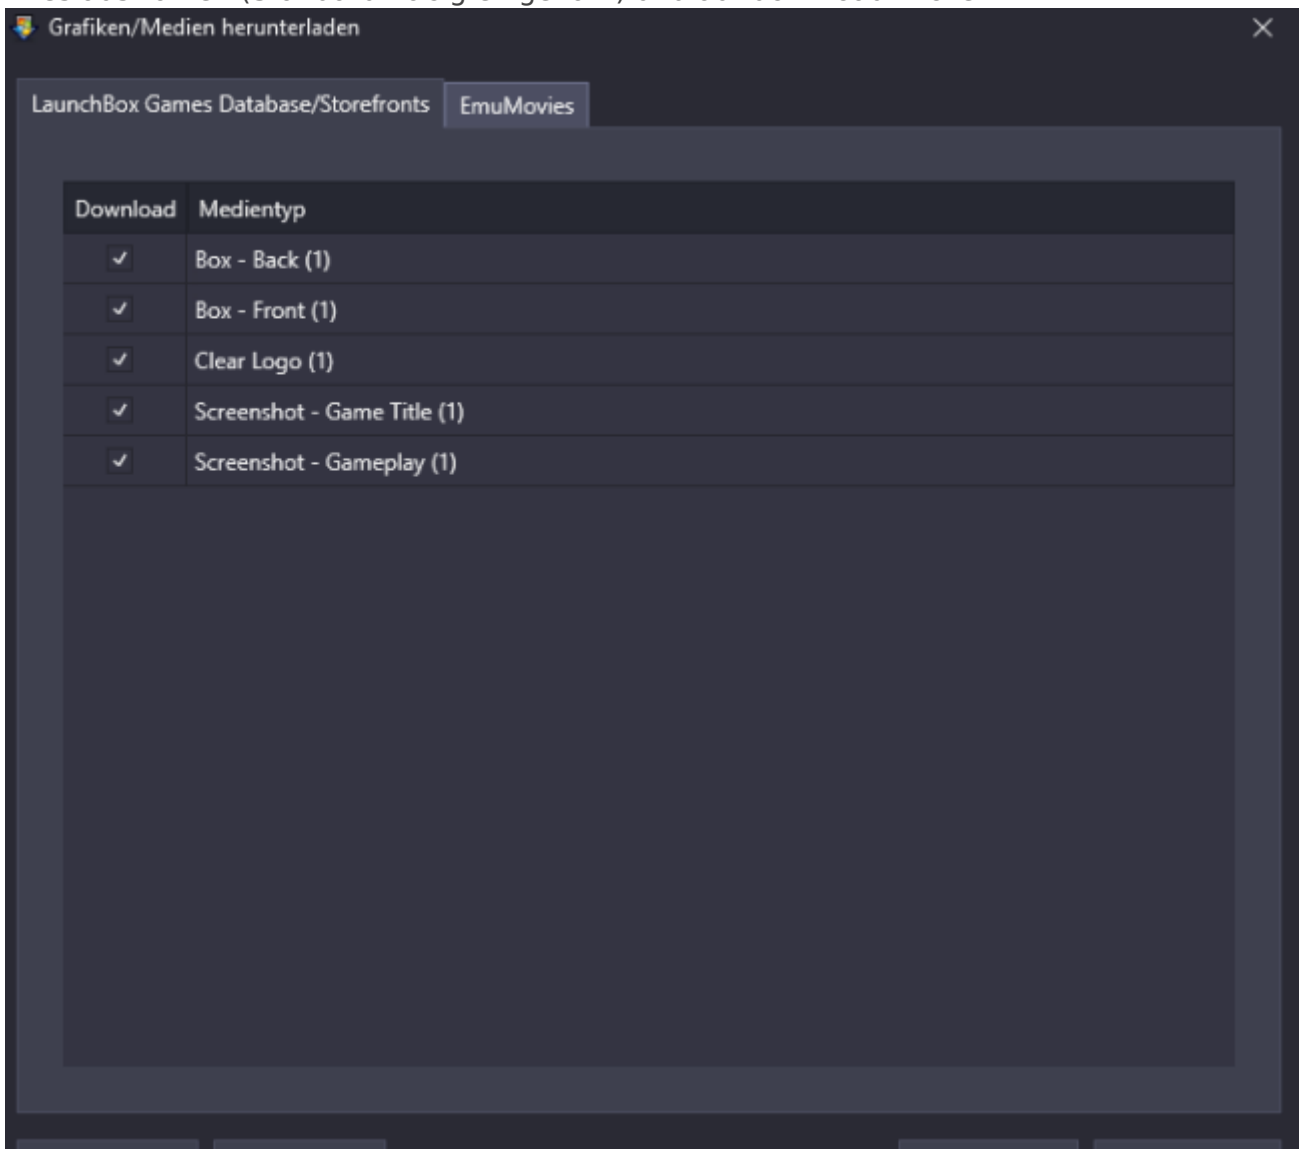 Grafiken/Medien herunterladen
LaunchBox Games Database/Storefronts
EmuMovies
Download Medientyp
Box - Back (1)
Box - Front (1)
Clear Logo (1)
Screenshot - Game Title (1)
Screenshot - Gameplay (1)